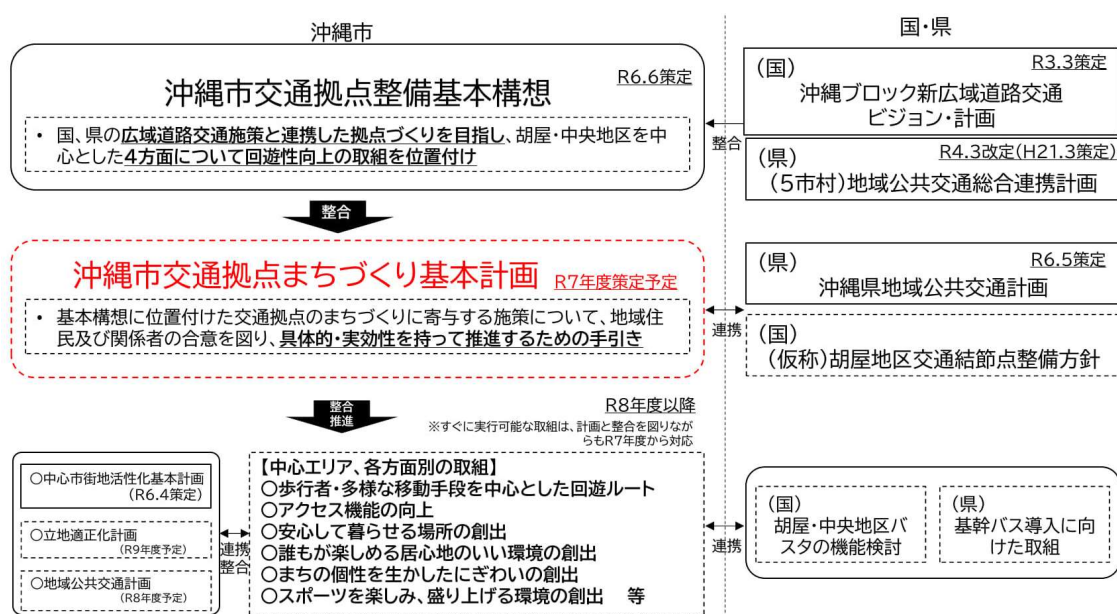 沖縄市
国・県
沖縄市交通拠点整備基本構想
R6.6策定
・ 国、県の広域道路交通施策と連携した拠点づくりを目指し、胡屋・中央地区を中
心とした4方面について回遊性向上の取組を位置付け
整合
(国)
R3.3策定
沖縄ブロック新広域道路交通
ビジョン・計画
(県)
R4.3改定(H21.3策定)
(5市村)地域公共交通総合連携計画
整合
沖縄市交通拠点まちづくり基本計画
R7年度策定予定
・ 基本構想に位置付けた交通拠点のまちづくりに寄与する施策について、地域住
民及び関係者の合意を図り、具体的・実効性を持って推進するための手引き
連携
(県)
R6.5策定
沖縄県地域公共交通計画
(国)
(仮称)胡屋地区交通結節点整備方針
整合
推進
R8年度以降
※すぐに実行可能な取組は、計画と整合を図りなが
らもR7年度から対応
○中心市街地活性化基本計画
(R6.4策定)
○立地適正化計画
(R9年度予定)
○地域公共交通計画
(R8年度予定)
連携
整合
【中心エリア、各方面別の取組】
○歩行者・多様な移動手段を中心とした回遊ルート
○アクセス機能の向上
○安心して暮らせる場所の創出
○誰もが楽しめる居心地のいい環境の創出
○まちの個性を生かしたにぎわいの創出
○スポーツを楽しみ、盛り上げる環境の創出 等
連携
(国)
胡屋・中央地区バ
スタの機能検討
(県)
基幹バス導入に向
けた取組